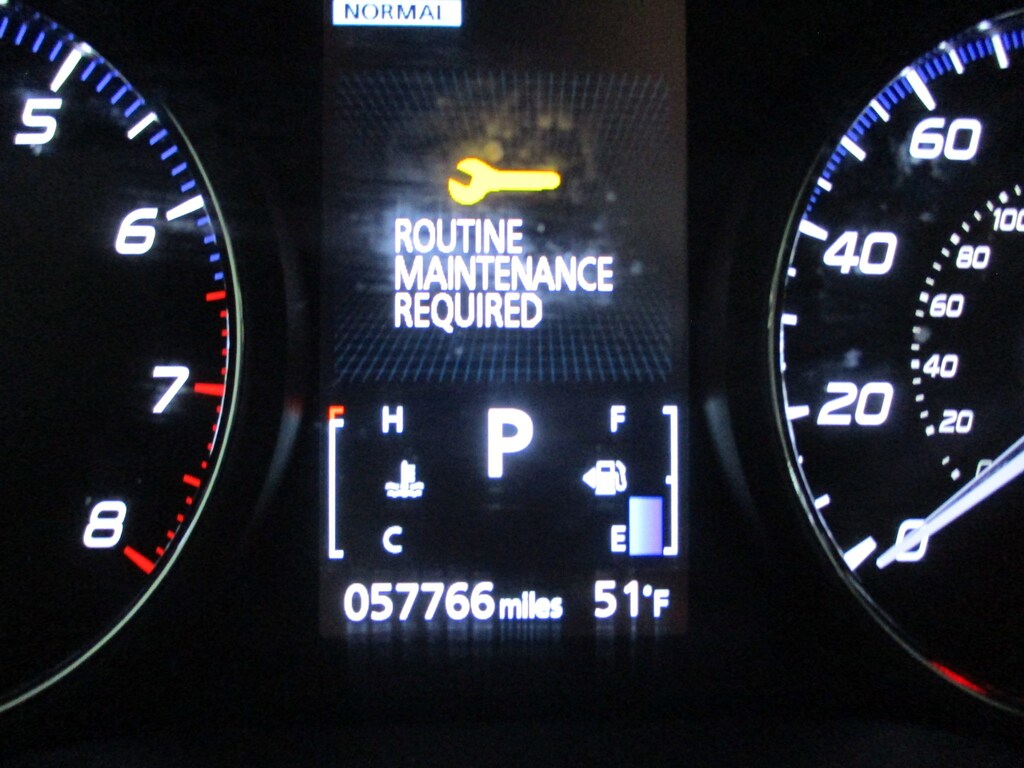 NORMAL
5
6
7
8
ROUTINE
MAINTENANCE
REQUIRED
H
C
P
F
E
057766 miles
51°F
60
40
20
0
100
80
60
40
20
0